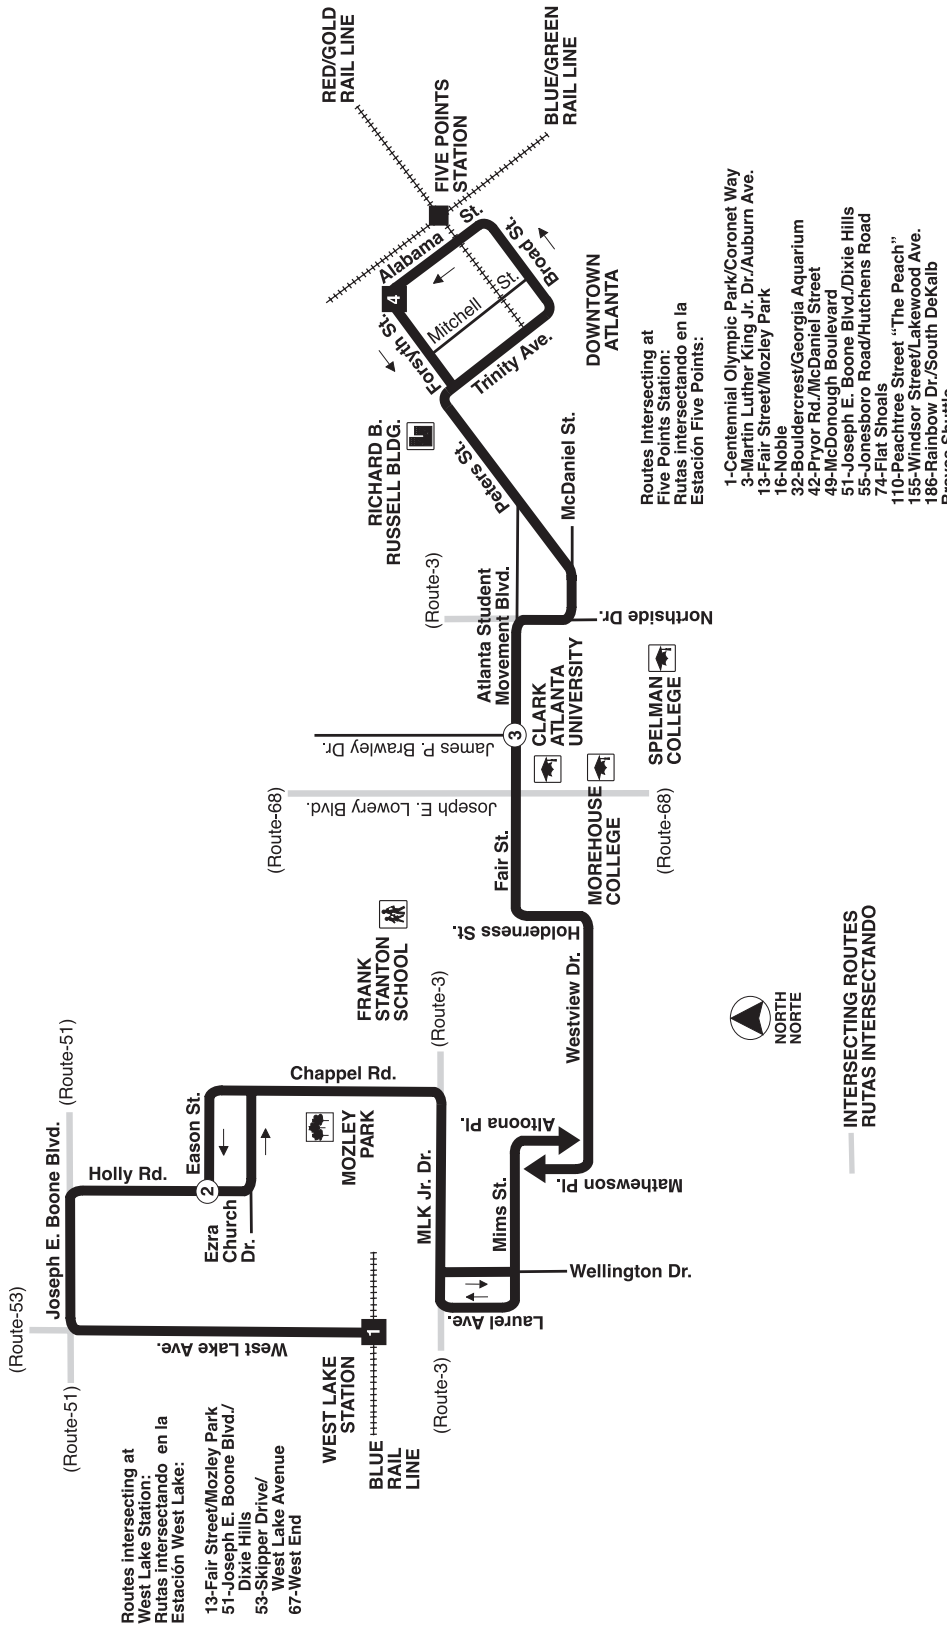 Routes intersecting at
West Lake Station:
Rutas intersectando en la
Estación West Lake:
13-Fair Street/Mozley Park
51-Joseph E. Boone Blvd./
Dixie Hills
53-Skipper Drive/
West Lake Avenue
67-West End
(Route-53)
(Route-51)
Joseph E. Boone Blvd.
(Route-51)
West Lake Ave.
Holly Rd.
Eason St.
2
Ezra
Church
Dr.
Chappel Rd.
MOZLEY
PARK
WEST LAKE
STATION
1
BLUE
RAIL
LINE
(Route-3)
MLK Jr. Dr.
(Route-3)
Laurel Ave.
Wellington Dr.
Mims St.
Altoona Pl.
Mathewson Pl.
Westview Dr.
Holderness St.
FRANK
STANTON
SCHOOL
Fair St.
(Route-68)
Joseph E. Lowery Blvd.
(Route-68)
James P. Brawley Dr.
3
CLARK
ATLANTA
UNIVERSITY
MOREHOUSE
COLLEGE
SPELMAN
COLLEGE
Atlanta Student
Movement Blvd.
(Route-3)
Northside Dr.
McDaniel St.
Peters St.
RICHARD B.
RUSSELL BLDG.
Forsyth St.
4
Alabama St.
Mitchell St.
Broad St.
Trinity Ave.
DOWNTOWN
ATLANTA
FIVE POINTS
STATION
RED/GOLD
RAIL LINE
BLUE/GREEN
RAIL LINE
Routes Intersecting at
Five Points Station:
Rutas intersectando en la
Estación Five Points:
1-Centennial Olympic Park/Coronet Way
3-Martin Luther King Jr. Dr./Auburn Ave.
13-Fair Street/Mozley Park
16-Noble
32-Bouldercrest/Georgia Aquarium
42-Pryor Rd./McDaniel Street
49-McDonough Boulevard
51-Joseph E. Boone Blvd./Dixie Hills
55-Jonesboro Road/Hutchens Road
74-Flat Shoals
110-Peachtree Street “The Peach”
155-Windsor Street/Lakewood Ave.
186-Rainbow Dr./South DeKalb
NORTH
NORTE
INTERSECTING ROUTES
RUTAS INTERSECTANDO